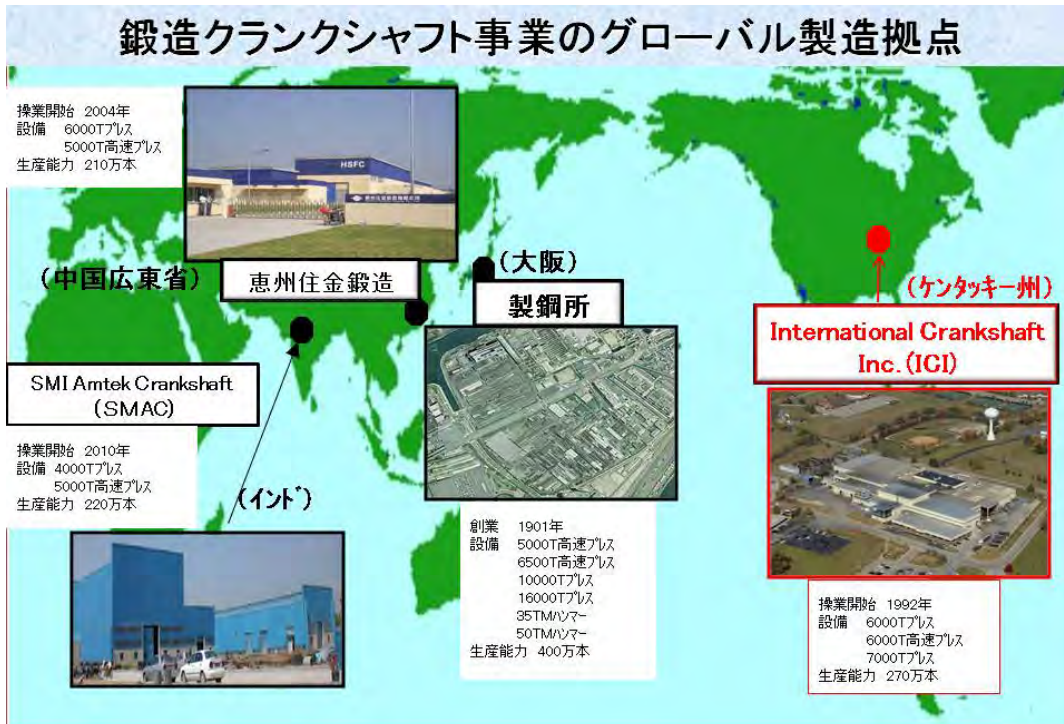 鍛造クランクシャフト事業のグローバル製造拠点
操業開始 2004年
設備 6000Tプレス
5000T高速プレス
生産能力 210万本
HSFC
(中国広東省)
恵州住金鍛造
(大阪)
製鋼所
(ケンタッキー州)
International Crankshaft
Inc.(ICI)
SMI Amtek Crankshaft
(SMAC)
操業開始 2010年
設備 4000Tプレス
5000T高速プレス
生産能力 220万本
(インド)
創業 1901年
設備 5000T高速プレス
6500T高速プレス
10000Tプレス
16000Tプレス
35TMハンマー
50TMハンマー
生産能力 400万本
操業開始 1992年
設備 6000Tプレス
6000T高速プレス
7000Tプレス
生産能力 270万本